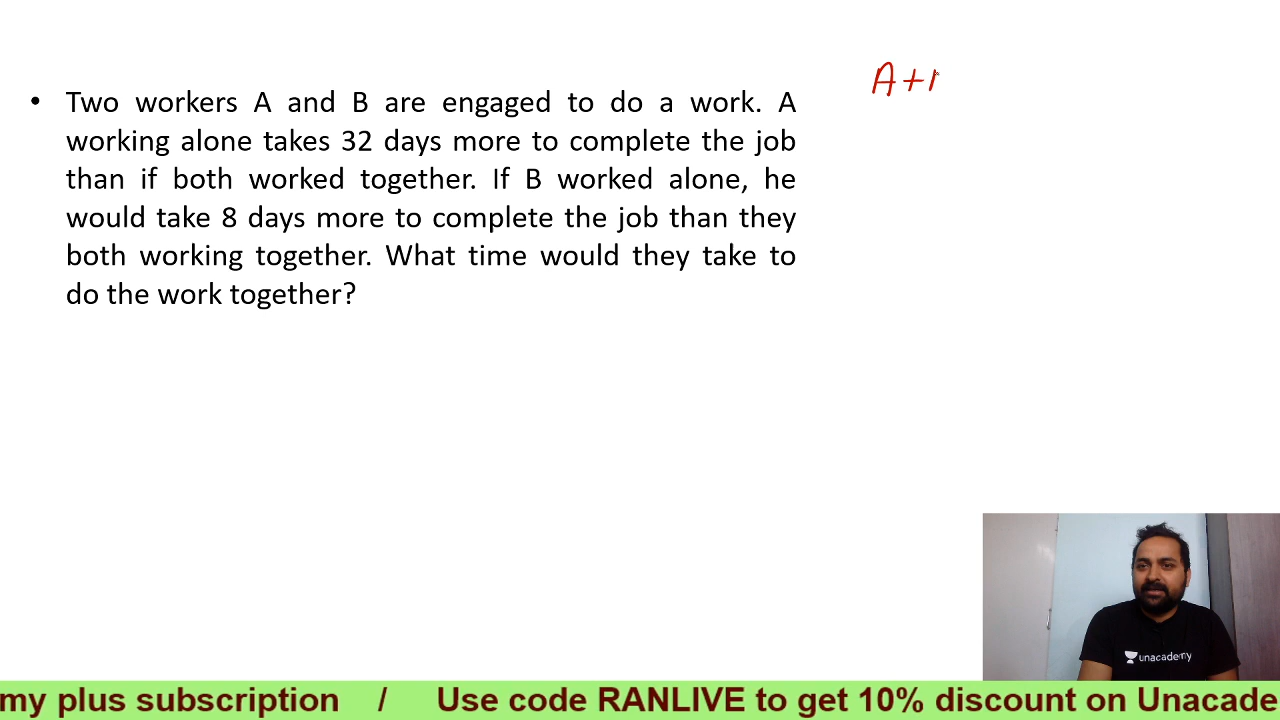 A+
• Two workers A and B are engaged to do a work. A
working alone takes 32 days more to complete the job
than if both worked together. If B worked alone, he
would take 8 days more to complete the job than they
both working together. What time would they take to
do the work together?
unacademy
my plus subscription / Use code RANLIVE to get 10% discount on Unacade